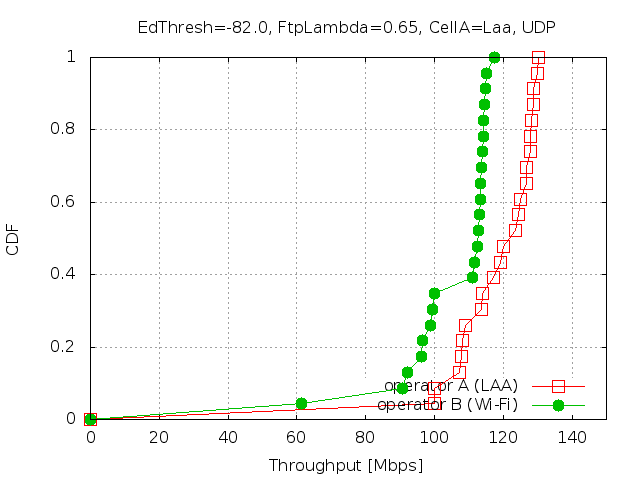 EdThresh=-82.0, FtpLambda=0.65, CellA=Laa, UDP
1
0.8
0.6
0.4
0.2
0
CDF
operator A (LAA)
operator B (Wi-Fi)
0 20 40 60 80 100 120 140
Throughput [Mbps]